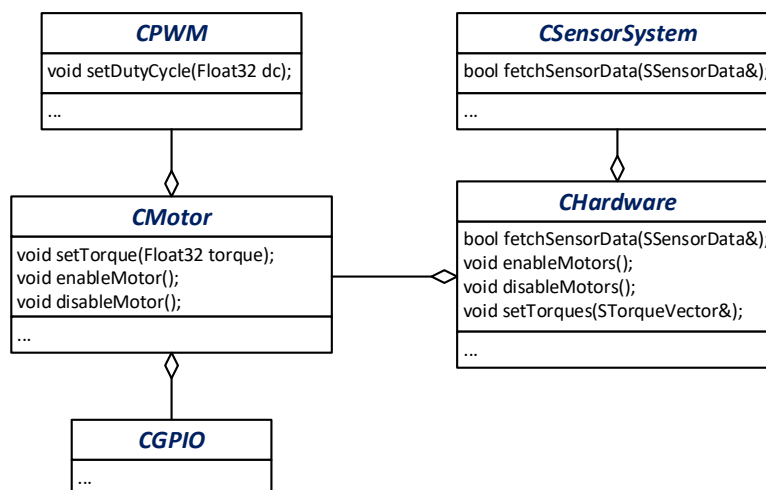 CPWM
void setDutyCycle(Float32 dc);
...
CSensorSystem
bool fetchSensorData(SSensorData&);
...
CMotor
void setTorque(Float32 torque);
void enableMotor();
void disableMotor();
...
CHardware
bool fetchSensorData(SSensorData&);
void enableMotors();
void disableMotors();
void setTorques(STorqueVector&);
...
CGPIO
...